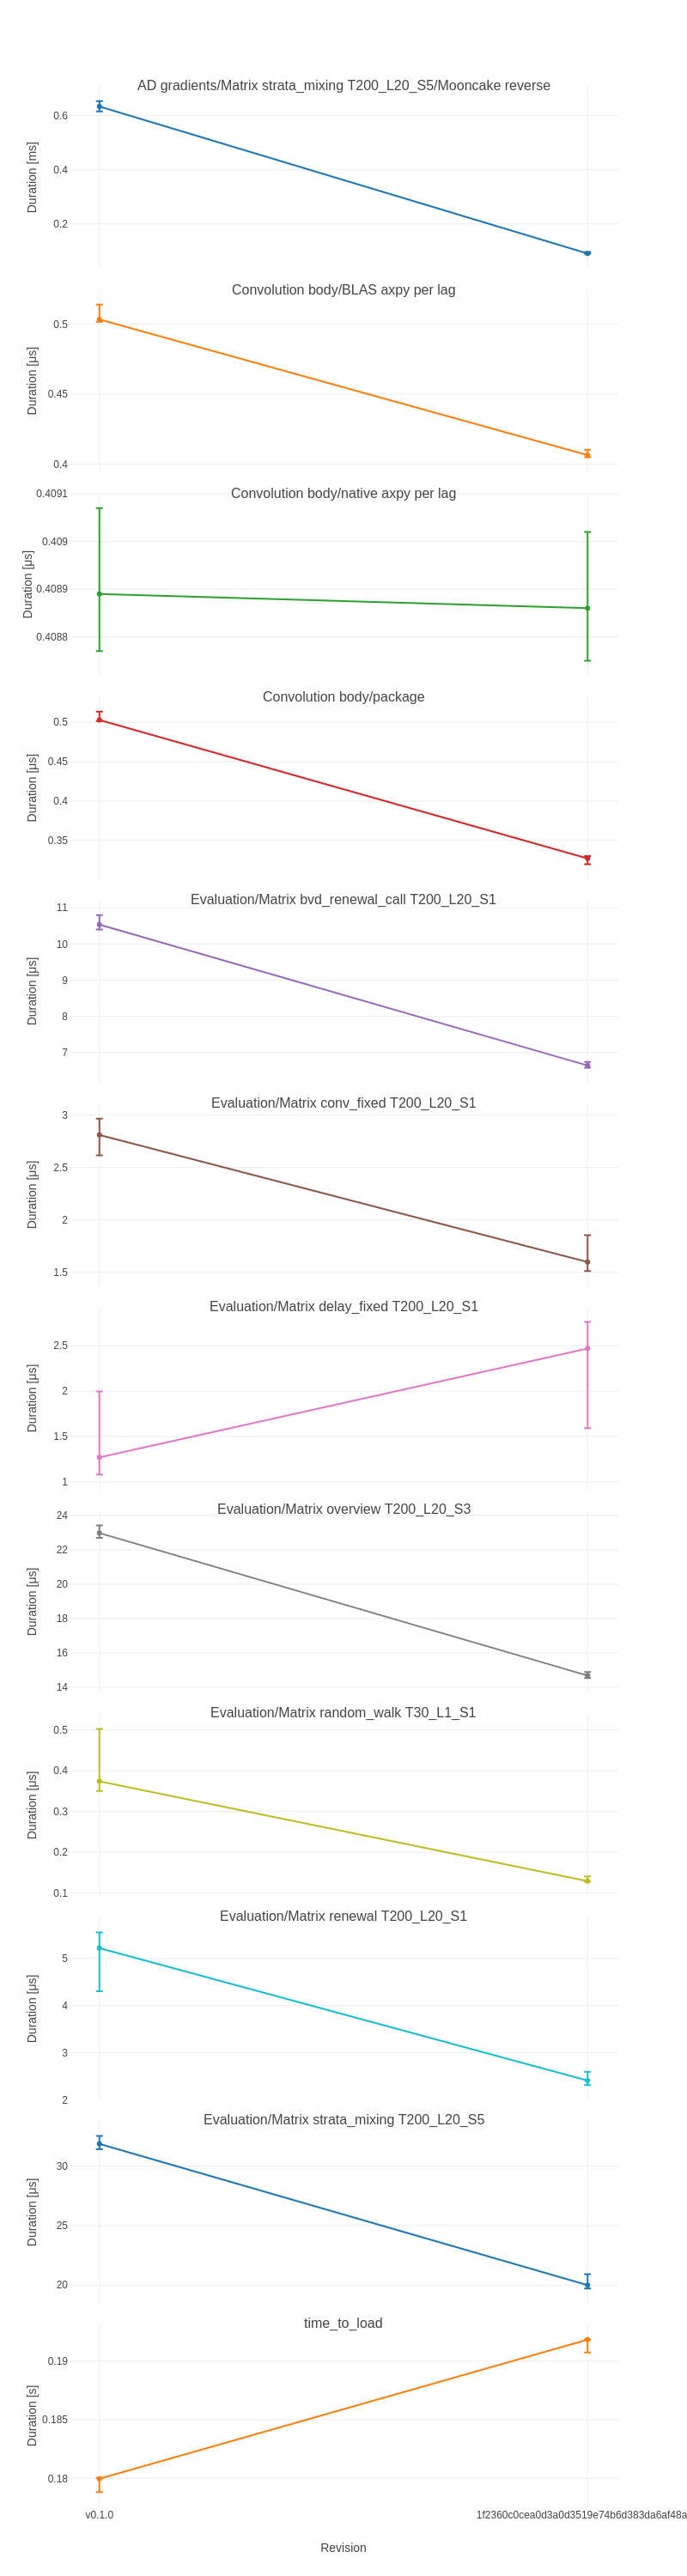 AD gradients/Matrix strata_mixing T200_L20_S5/Mooncake reverse
0.6
0.4
0.2
Duration [ms]
Convolution body/BLAS axpy per lag
0.5
0.45
0.4
Duration [μs]
Convolution body/native axpy per lag
0.4091
0.409
0.4089
0.4088
Duration [μs]
Convolution body/package
0.5
0.45
0.4
0.35
Duration [μs]
Evaluation/Matrix bvd_renewal_call T200_L20_S1
11
10
9
8
7
Duration [μs]
Evaluation/Matrix conv_fixed T200_L20_S1
3
2.5
2
1.5
Duration [μs]
Evaluation/Matrix delay_fixed T200_L20_S1
2.5
2
1.5
1
Duration [μs]
Evaluation/Matrix overview T200_L20_S3
24
22
20
18
16
14
Duration [μs]
Evaluation/Matrix random_walk T30_L1_S1
0.5
0.4
0.3
0.2
0.1
Duration [μs]
Evaluation/Matrix renewal T200_L20_S1
5
4
3
2
Duration [μs]
Evaluation/Matrix strata_mixing T200_L20_S5
30
25
20
Duration [μs]
time_to_load
0.19
0.185
0.18
Duration [s]
v0.1.0
1f2360c0cea0d3a0d3519e74b6d383da6af48a
Revision